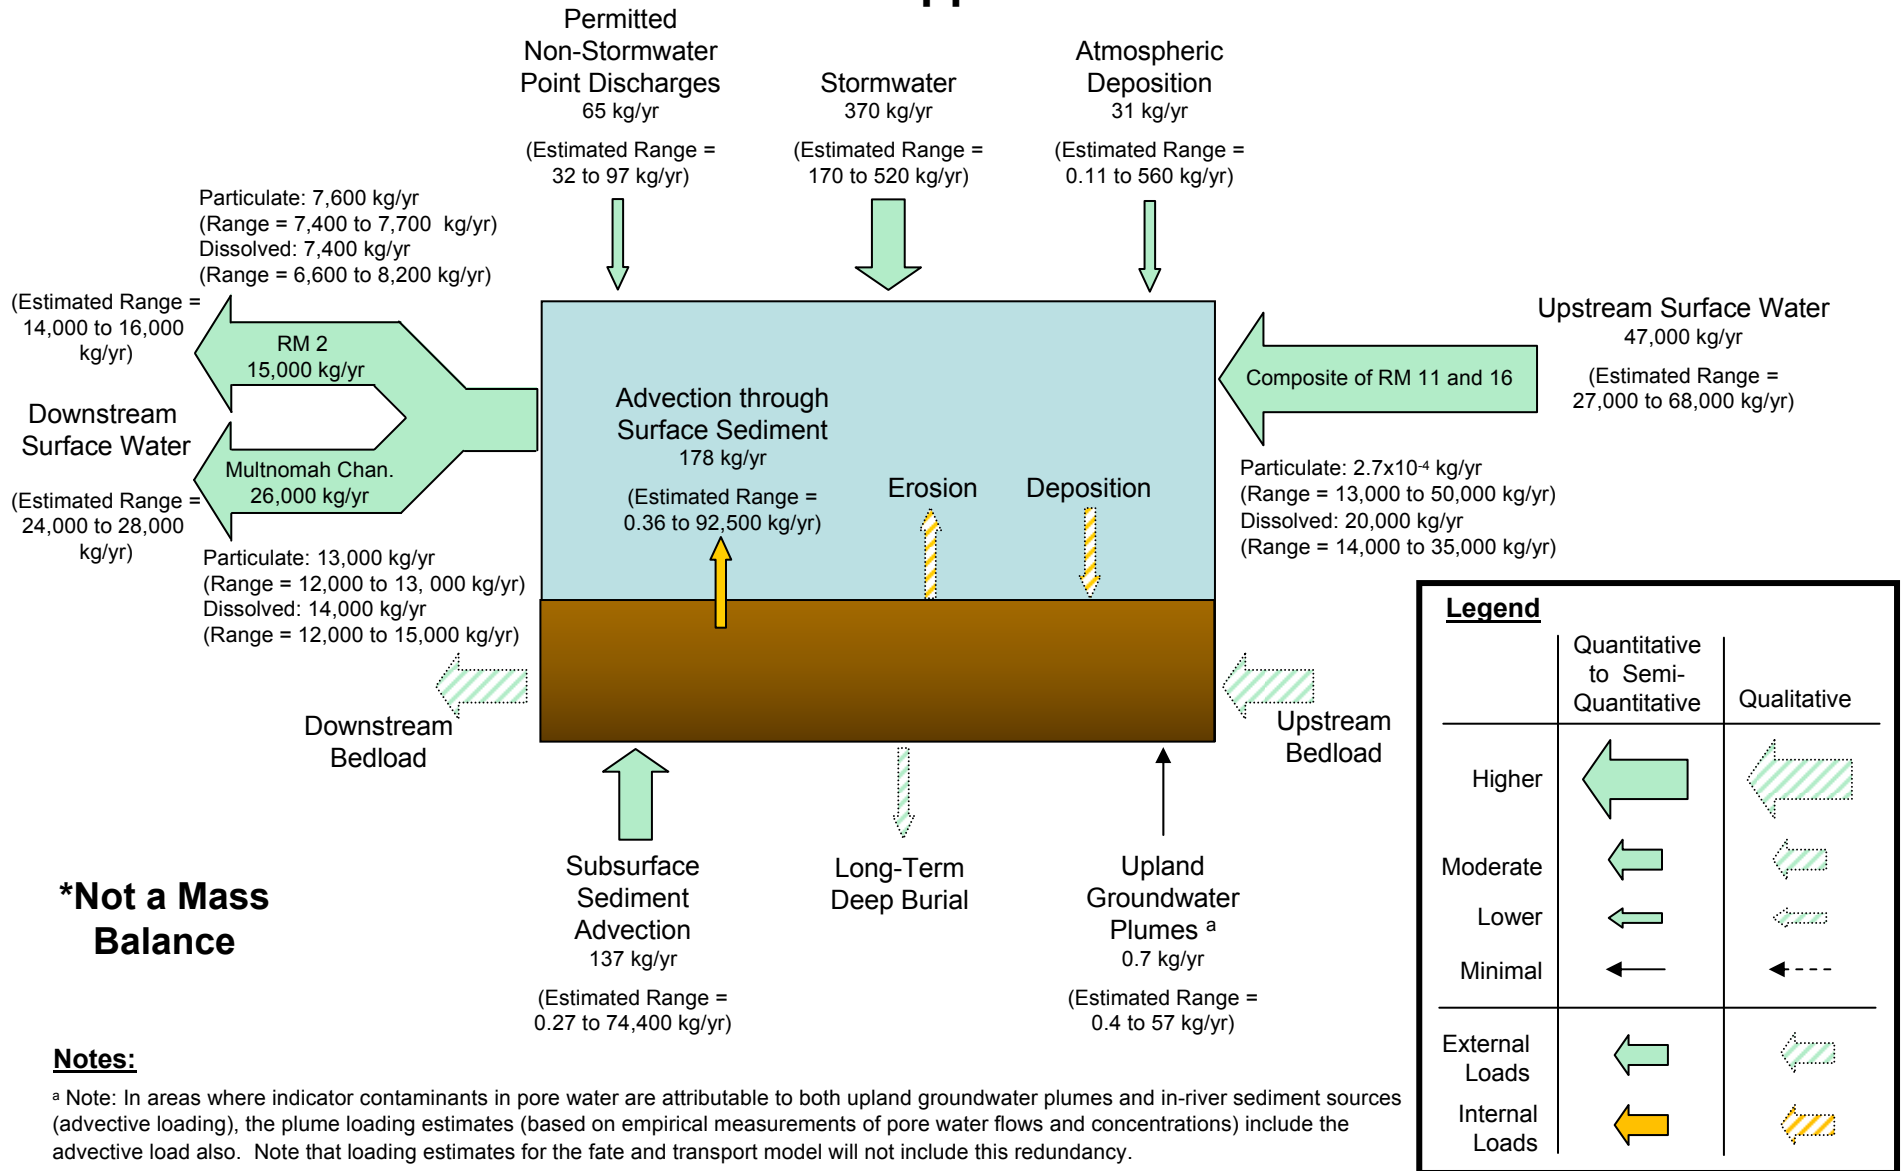 Permitted
Non-Stormwater
Point Discharges
65 kg/yr
(Estimated Range =
32 to 97 kg/yr)
Stormwater
370 kg/yr
(Estimated Range =
170 to 520 kg/yr)
Atmospheric
Deposition
31 kg/yr
(Estimated Range =
0.11 to 560 kg/yr)
Particulate: 7,600 kg/yr
(Range = 7,400 to 7,700 kg/yr)
Dissolved: 7,400 kg/yr
(Range = 6,600 to 8,200 kg/yr)
(Estimated Range =
14,000 to 16,000
kg/yr)
RM 2
15,000 kg/yr
Downstream
Surface Water
Multnomah Chan.
26,000 kg/yr
(Estimated Range =
24,000 to 28,000
kg/yr)
Particulate: 13,000 kg/yr
(Range = 12,000 to 13, 000 kg/yr)
Dissolved: 14,000 kg/yr
(Range = 12,000 to 15,000 kg/yr)
Advection through
Surface Sediment
178 kg/yr
(Estimated Range =
0.36 to 92,500 kg/yr)
Erosion
Deposition
Upstream Surface Water
47,000 kg/yr
(Estimated Range =
27,000 to 68,000 kg/yr)
Composite of RM 11 and 16
Particulate: 2.7x10-4 kg/yr
(Range = 13,000 to 50,000 kg/yr)
Dissolved: 20,000 kg/yr
(Range = 14,000 to 35,000 kg/yr)
Downstream
Bedload
Upstream
Bedload
Subsurface
Sediment
Advection
137 kg/yr
(Estimated Range =
0.27 to 74,400 kg/yr)
Long-Term
Deep Burial
Upland
Groundwater
Plumes a
0.7 kg/yr
(Estimated Range =
0.4 to 57 kg/yr)
*Not a Mass
Balance
Legend
Quantitative
to Semi-
Quantitative
Qualitative
Higher
Moderate
Lower
Minimal
External
Loads
Internal
Loads
Notes:
a Note: In areas where indicator contaminants in pore water are attributable to both upland groundwater plumes and in-river sediment sources
(advective loading), the plume loading estimates (based on empirical measurements of pore water flows and concentrations) include the
advective load also. Note that loading estimates for the fate and transport model will not include this redundancy.